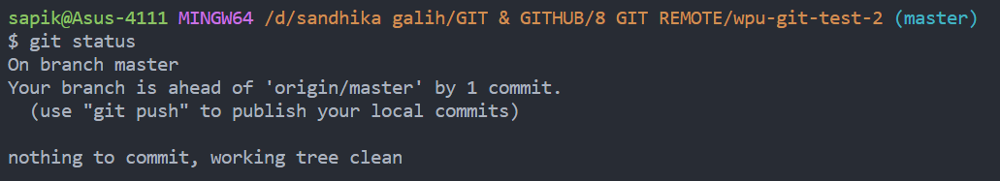 sapik@Asus-4111 MINGW64 /d/sandhika galih/GIT & GITHUB/8 GIT REMOTE/wpu-git-test-2 (master)
$ git status
On branch master
Your branch is ahead of 'origin/master' by 1 commit.
  (use "git push" to publish your local commits)

nothing to commit, working tree clean